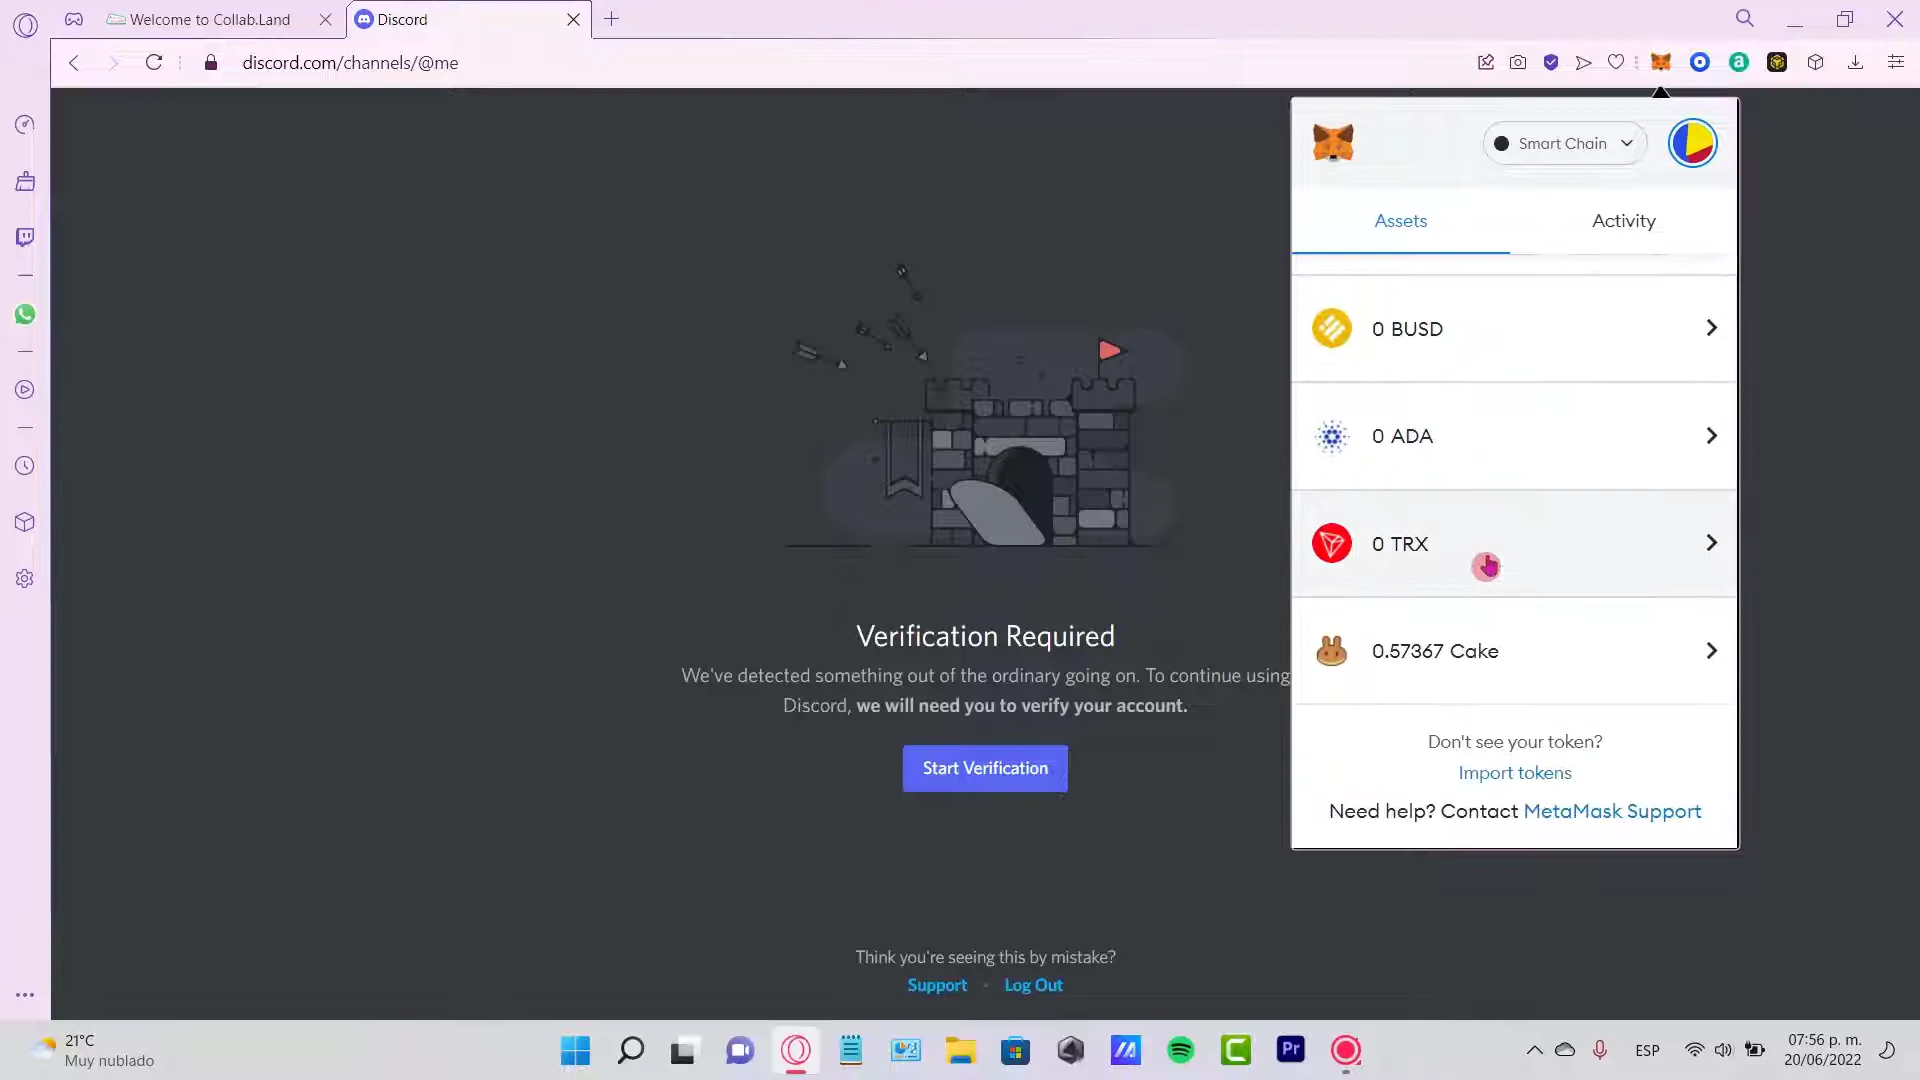 Welcome to Collab.Land
Discord
discord.com/channels/@me
Smart Chain
Assets
Activity
0 BUSD
0 ADA
0 TRX
0.57367 Cake
Don't see your token?
Import tokens
Need help? Contact MetaMask Support
Verification Required
We've detected something out of the ordinary going on. To continue using
Discord, we will need you to verify your account.
Start Verification
Think you're seeing this by mistake?
Support
Log Out
21°C
Muy nublado
Pr
ESP
07:56 p. m.
20/06/2022